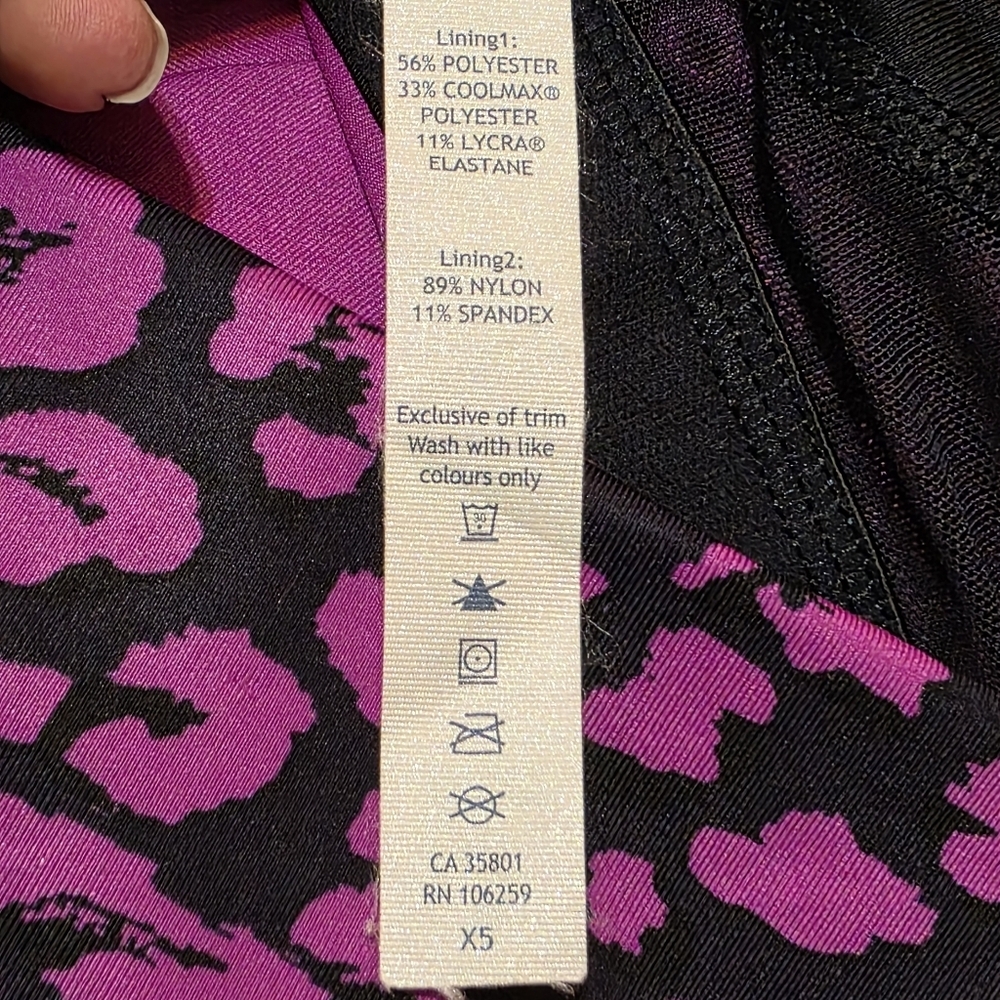 Lining1:
56% POLYESTER
33% COOLMAX®
POLYESTER
11% LYCRA®
ELASTANE
Lining2:
89% NYLON
11% SPANDEX
Exclusive of trim
Wash with like
colours only
30
CA 35801
RN 106259
X5